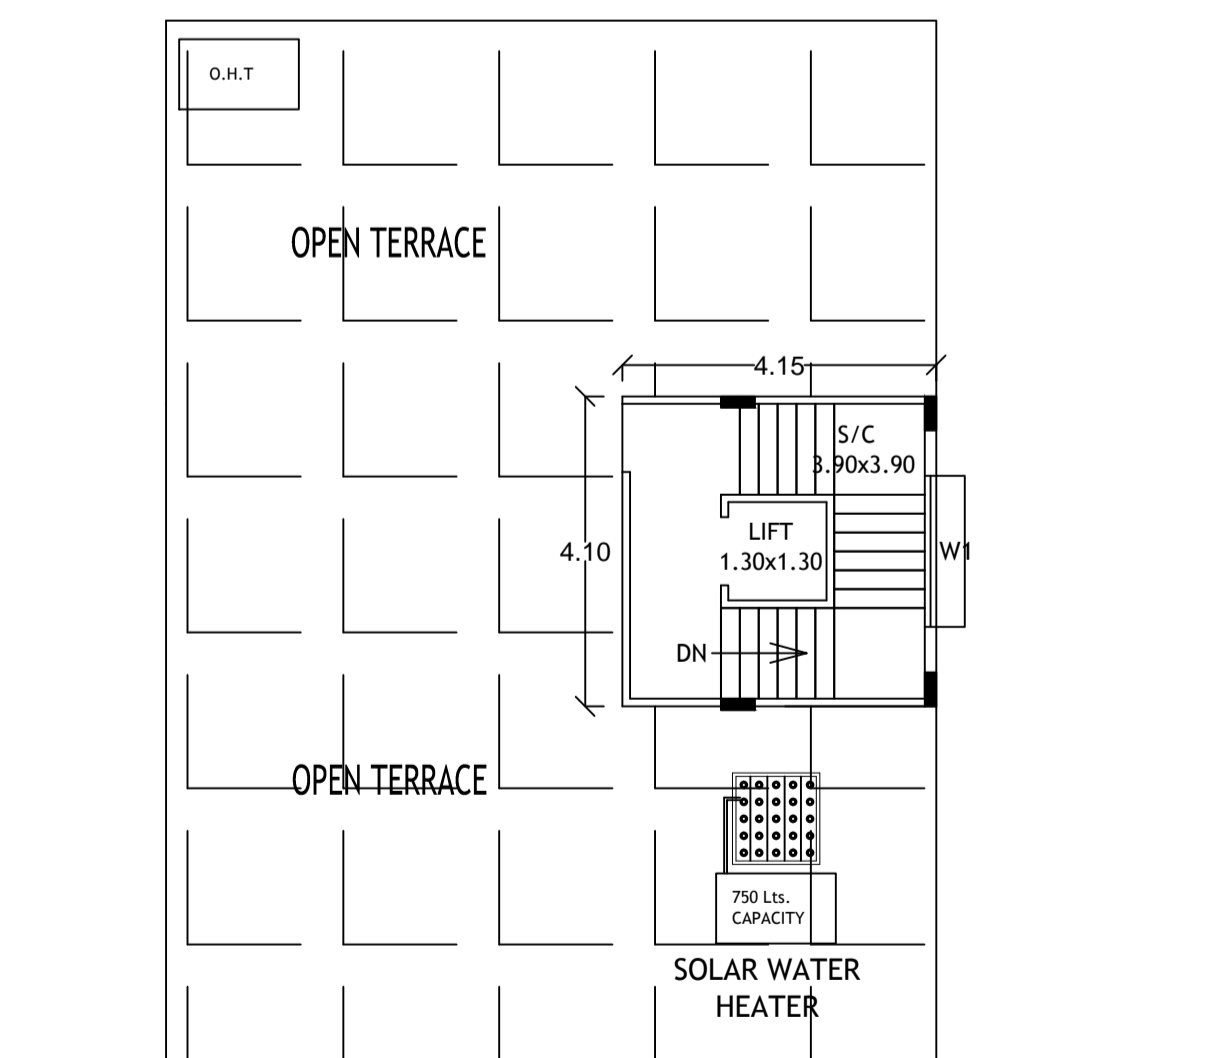 O.H.T
OPEN TERRACE
4.15
S/C
3.90x3.90
LIFT
1.30x1.30
4.10
W1
DN
OPEN TERRACE
750 Lts.
CAPACITY
SOLAR WATER
HEATER